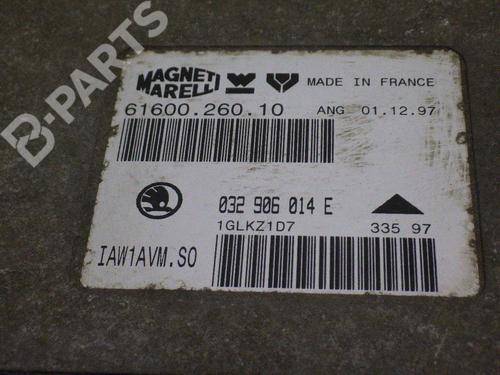 B-PARTS
MAGNETI MARELLI MADE IN FRANCE
61600.260.10 ANG 01.12.97
032 906 014 E
1GLKZ1D7 335 97
IAW1AVM.SO